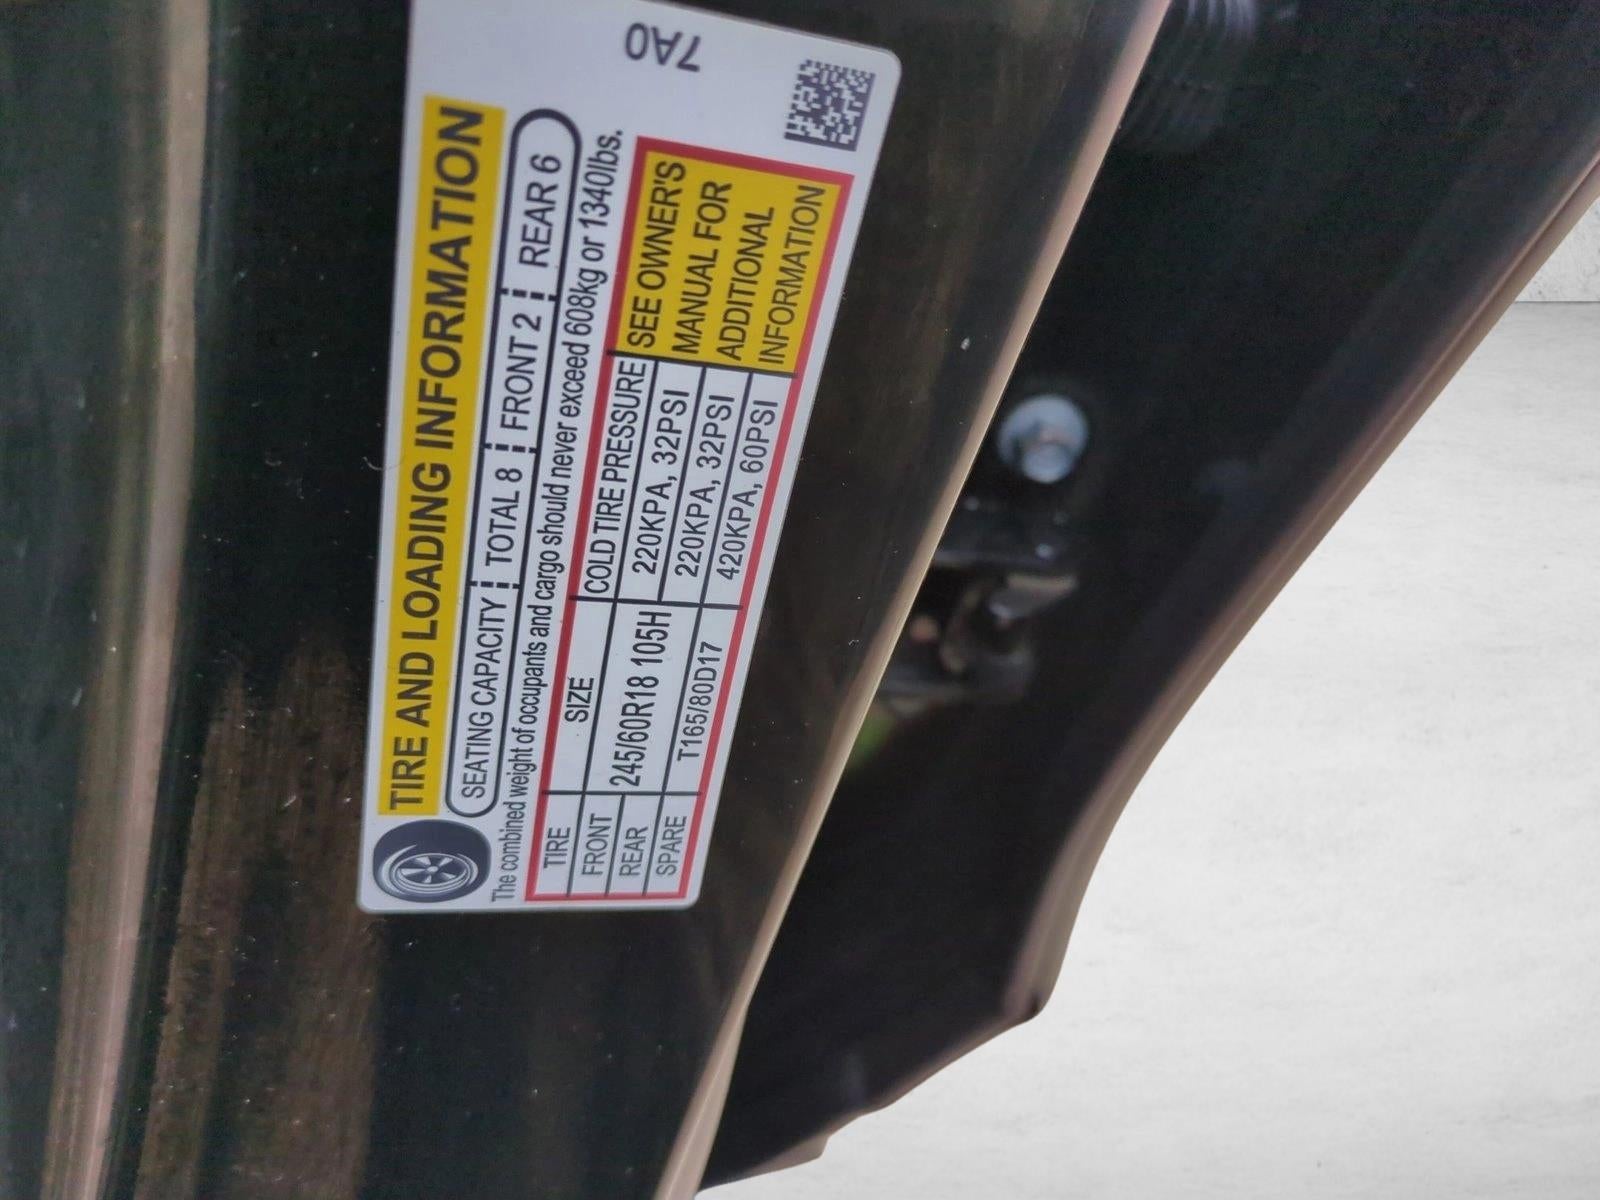 7A0
TIRE AND LOADING INFORMATION
SEATING CAPACITY TOTAL 8 FRONT 2 REAR 6
The combined weight of occupants and cargo should never exceed 608kg or 1340lbs.
TIRE SIZE COLD TIRE PRESSURE
FRONT 245/60R18 105H 220KPA, 32PSI
REAR 220KPA, 32PSI
SPARE T165/80D17 420KPA, 60PSI
SEE OWNER'S
MANUAL FOR
ADDITIONAL
INFORMATION